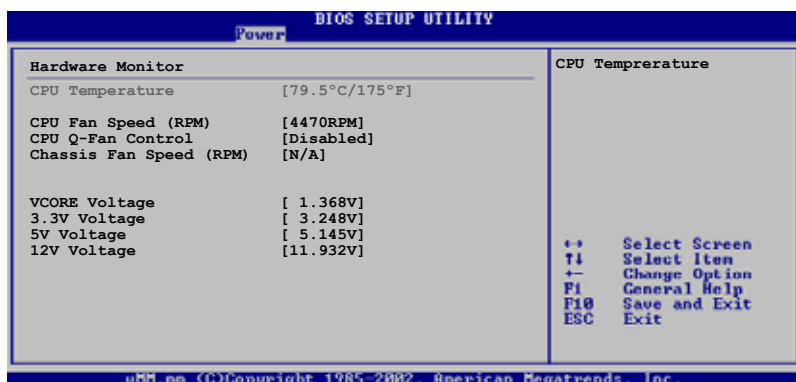 BIOS SETUP UTILITY
Power
Hardware Monitor
CPU Temperature [79.5°C/175°F]
CPU Fan Speed (RPM) [4470RPM]
CPU Q-Fan Control [Disabled]
Chassis Fan Speed (RPM) [N/A]
VCORE Voltage [ 1.368V]
3.3V Voltage [ 3.248V]
5V Voltage [ 5.145V]
12V Voltage [11.932V]
CPU Temprerature
↔ Select Screen
↑↓ Select Item
+- Change Option
F1 General Help
F10 Save and Exit
ESC Exit
(C)Copyright 1985-2002, American Megatrends, Inc.